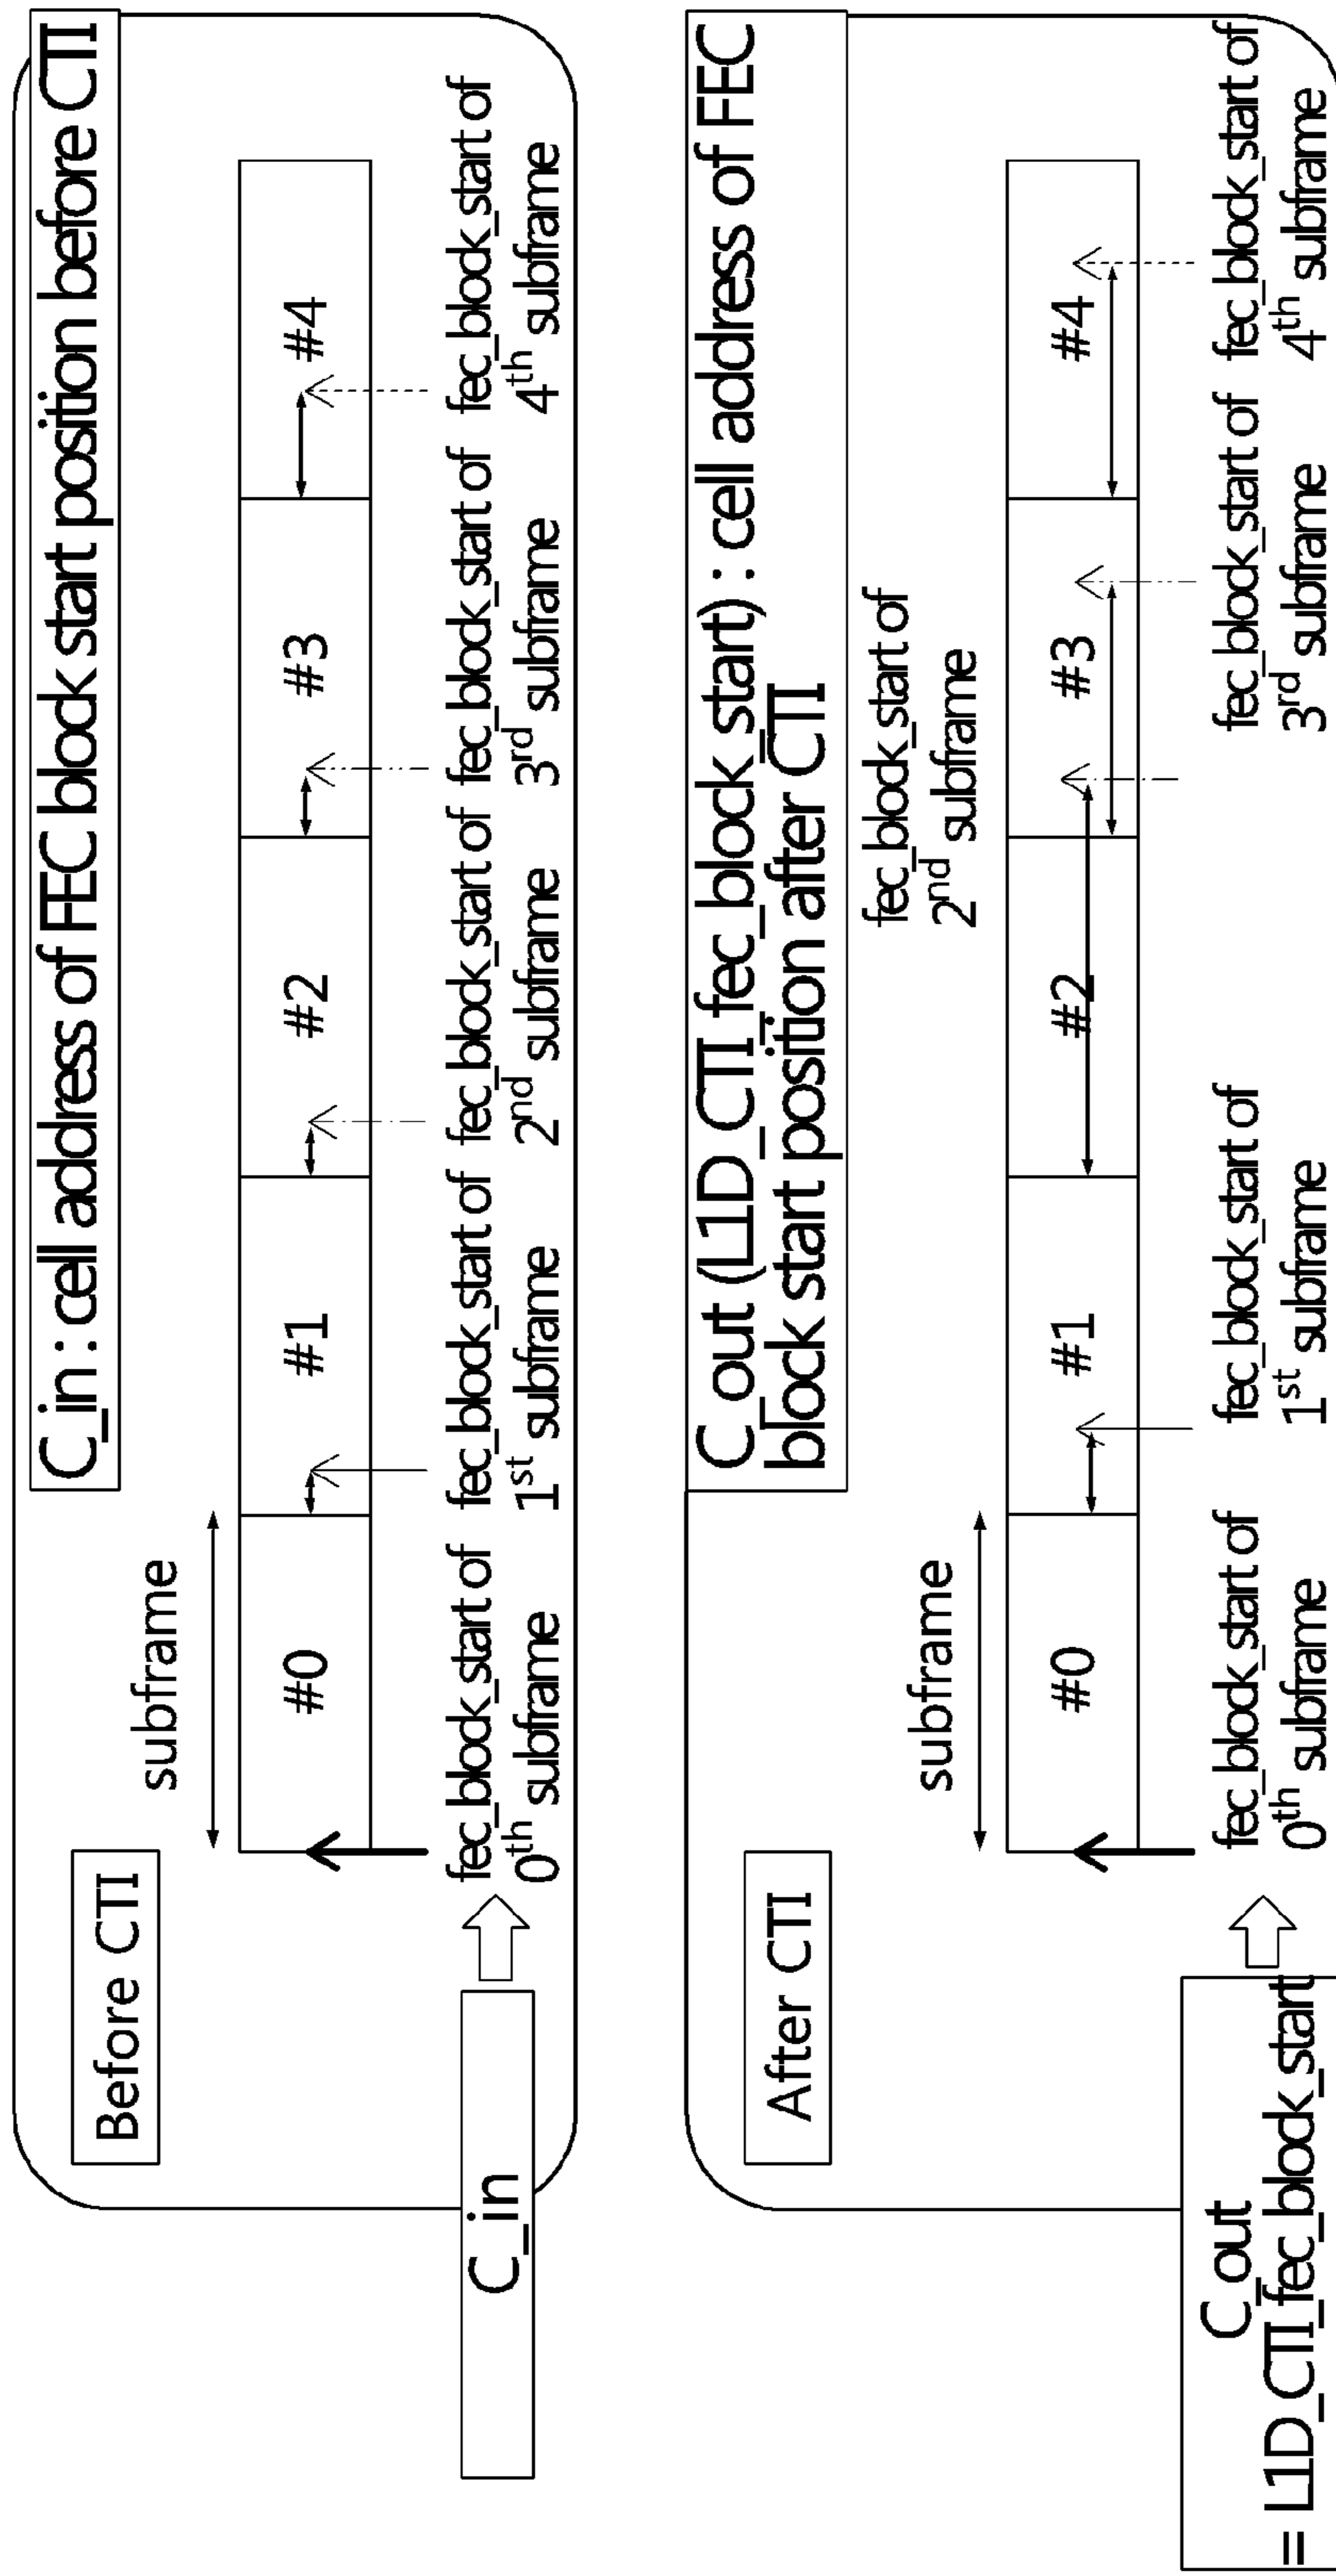 C_in : cell address of FEC block start position before CTI
Before CTI
subframe
#0
#1
#2
#3
#4
C_in
fec_block_start of
0th subframe
fec_block_start of
1st subframe
fec_block_start of
2nd subframe
fec_block_start of
3rd subframe
fec_block_start of
4th subframe
C_out (L1D_CTI_fec_block_start) : cell address of FEC
block start position after CTI
After CTI
fec_block_start of
2nd subframe
subframe
#0
#1
#2
#3
#4
C_out
= L1D_CTI_fec_block_start
fec_block_start of
0th subframe
fec_block_start of
1st subframe
fec_block_start of
3rd subframe
fec_block_start of
4th subframe